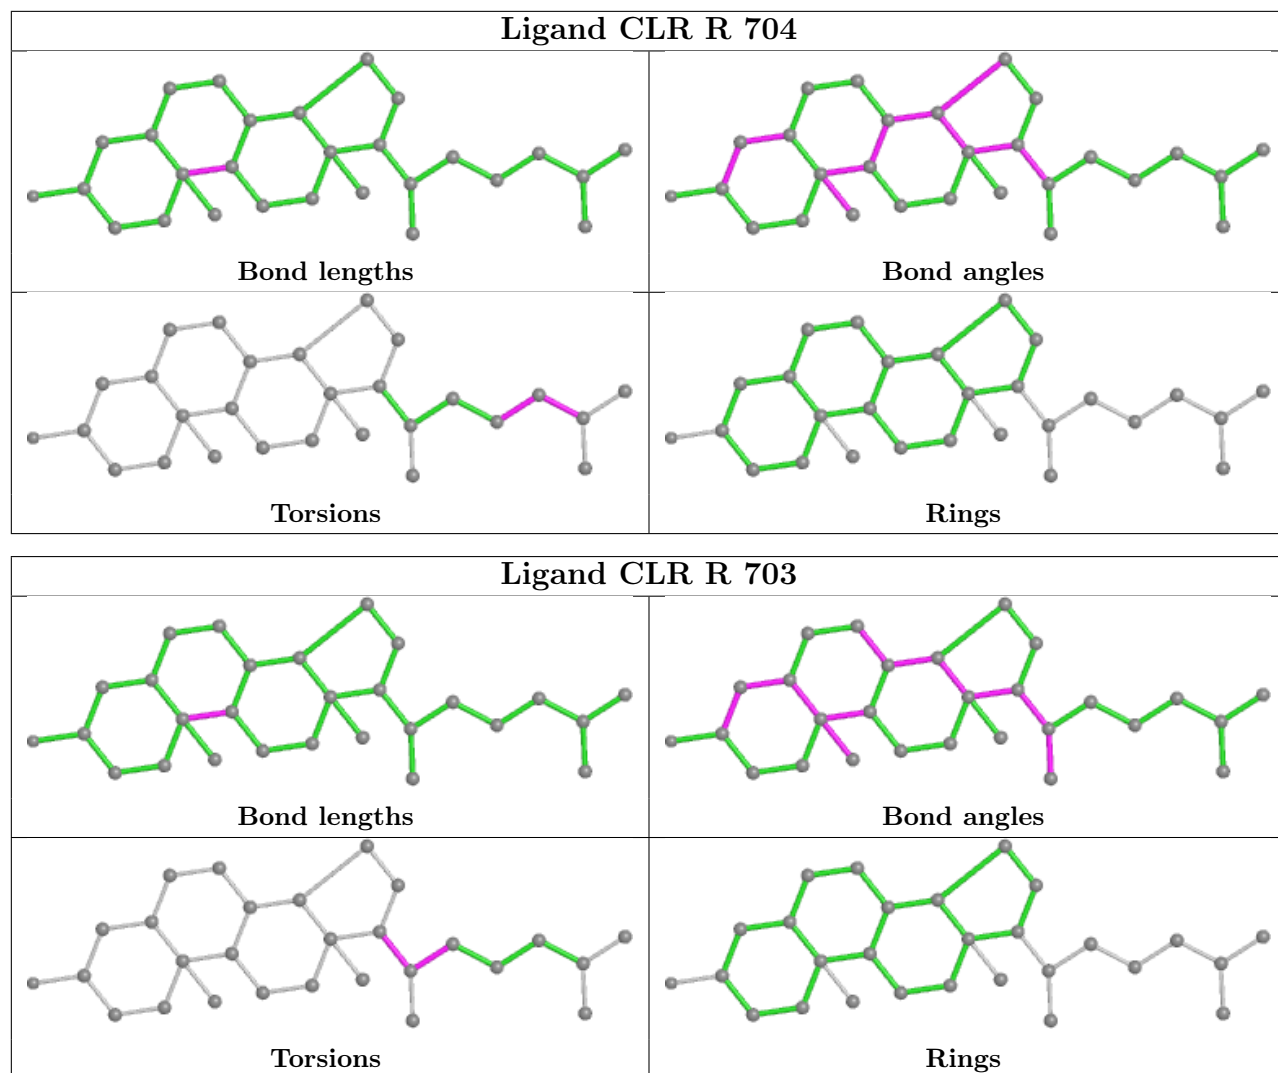 Ligand CLR R 704
Bond lengths
Bond angles
Torsions
Rings
Ligand CLR R 703
Bond lengths
Bond angles
Torsions
Rings